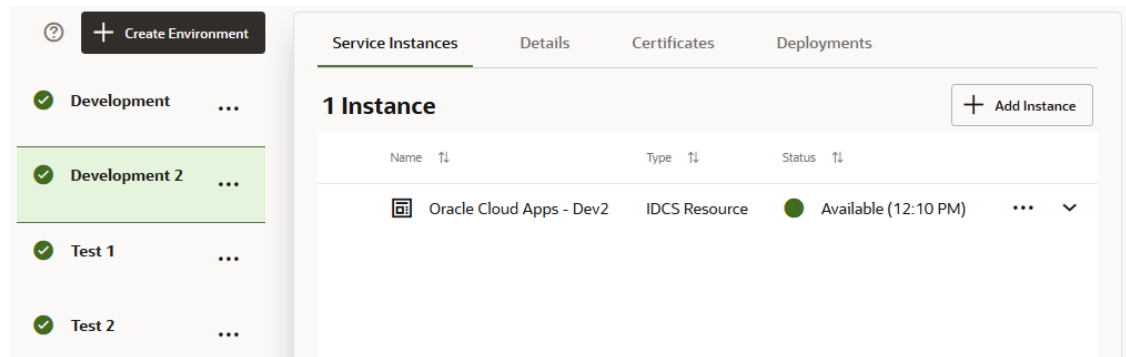 Create Environment
Development
Development 2
Test 1
Test 2
Service Instances Details Certificates Deployments
1 Instance
Add Instance
Name Type Status
Oracle Cloud Apps - Dev2 IDCS Resource Available (12:10 PM)